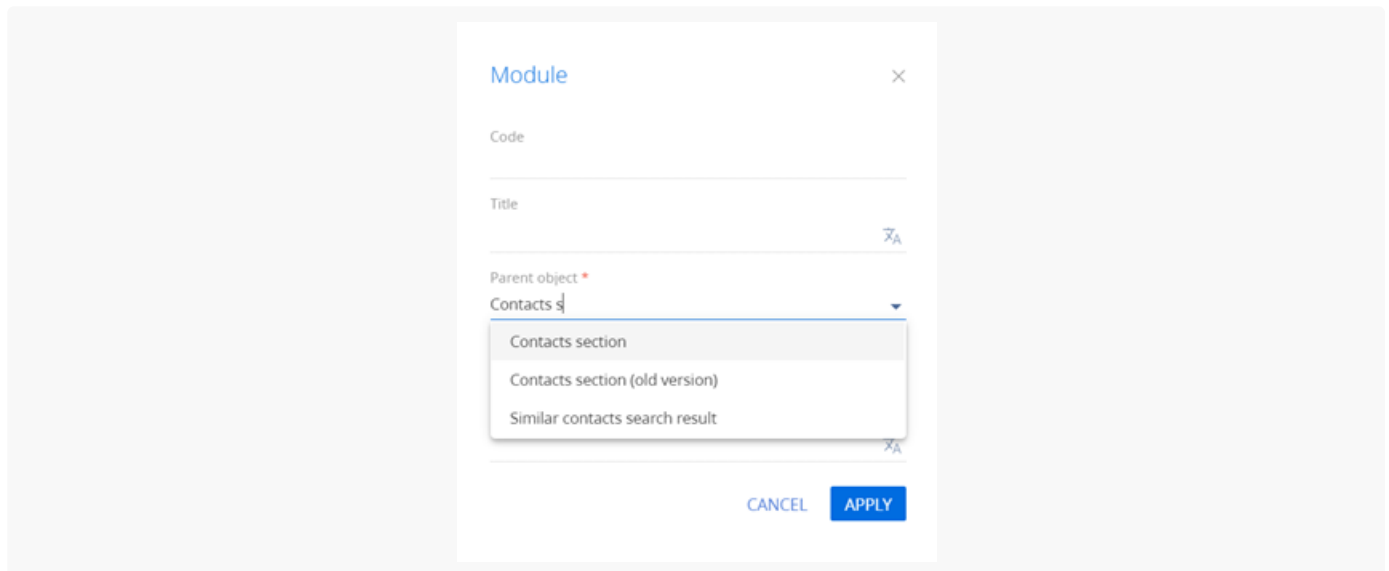 Module
Code
Title
Parent object *
Contacts s
Contacts section
Contacts section (old version)
Similar contacts search result
CANCEL APPLY